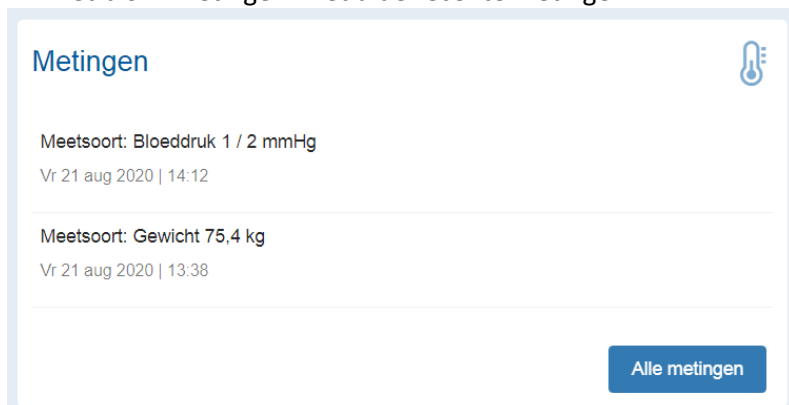 Metingen
Meetsoort: Bloeddruk 1 / 2 mmHg
Vr 21 aug 2020 | 14:12
Meetsoort: Gewicht 75,4 kg
Vr 21 aug 2020 | 13:38
Alle metingen